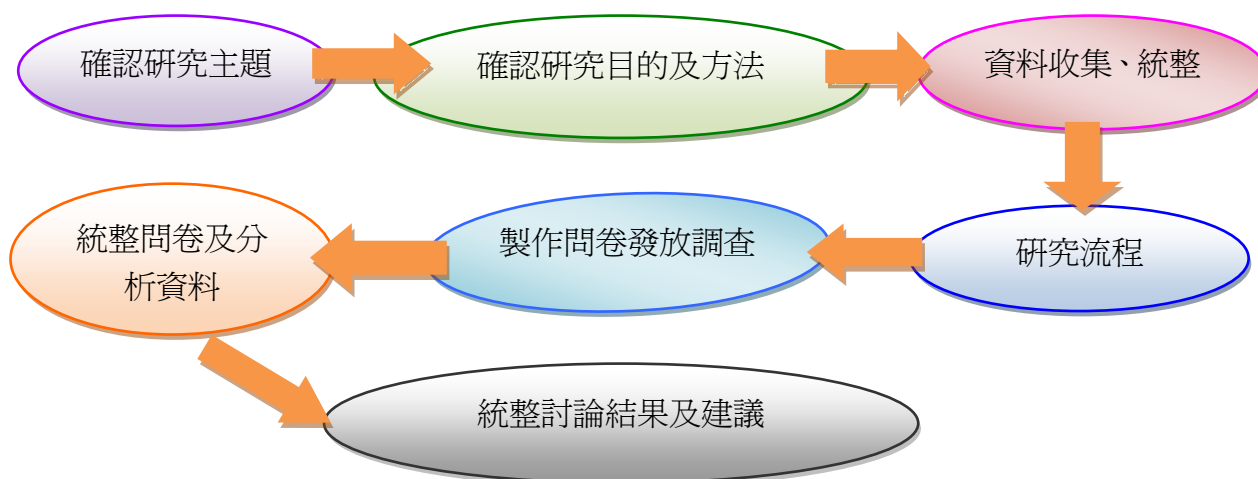 確認研究主題
確認研究目的及方法
資料收集、統整
研究流程
製作問卷發放調查
統整問卷及分
析資料
統整討論結果及建議